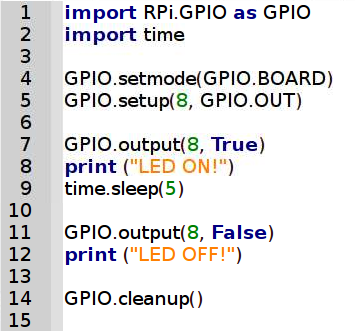 1 import RPi.GPIO as GPIO
2 import time
3
4 GPIO.setmode(GPIO.BOARD)
5 GPIO.setup(8, GPIO.OUT)
6
7 GPIO.output(8, True)
8 print ("LED ON!")
9 time.sleep(5)
10
11 GPIO.output(8, False)
12 print ("LED OFF!")
13
14 GPIO.cleanup()
15